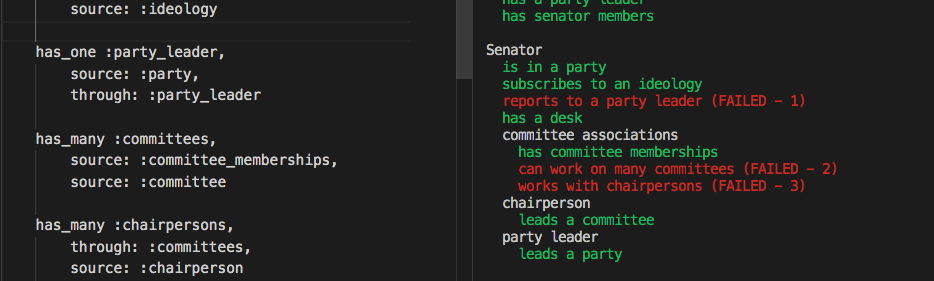 source: :ideology
has_one :party_leader,
source: :party,
through: :party_leader
has_many :committees,
source: :committee_memberships,
source: :committee
has_many :chairpersons,
through: :committees,
source: :chairperson
has a party leader
has senator members
Senator
is in a party
subscribes to an ideology
reports to a party leader (FAILED - 1)
has a desk
committee associations
has committee memberships
can work on many committees (FAILED - 2)
works with chairpersons (FAILED - 3)
chairperson
leads a committee
party leader
leads a party